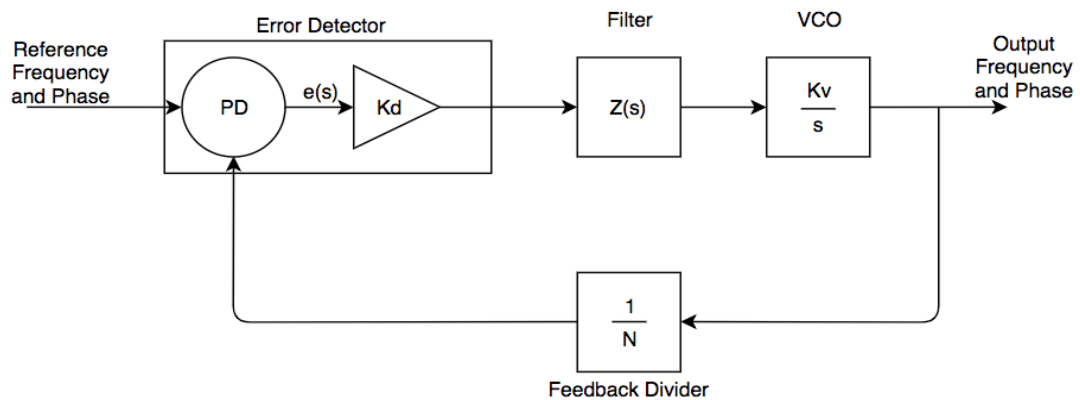 Error Detector
Filter
VCO
Reference
Frequency
and Phase
PD
e(s)
Kd
Z(s)
Kv
s
Output
Frequency
and Phase
1
N
Feedback Divider